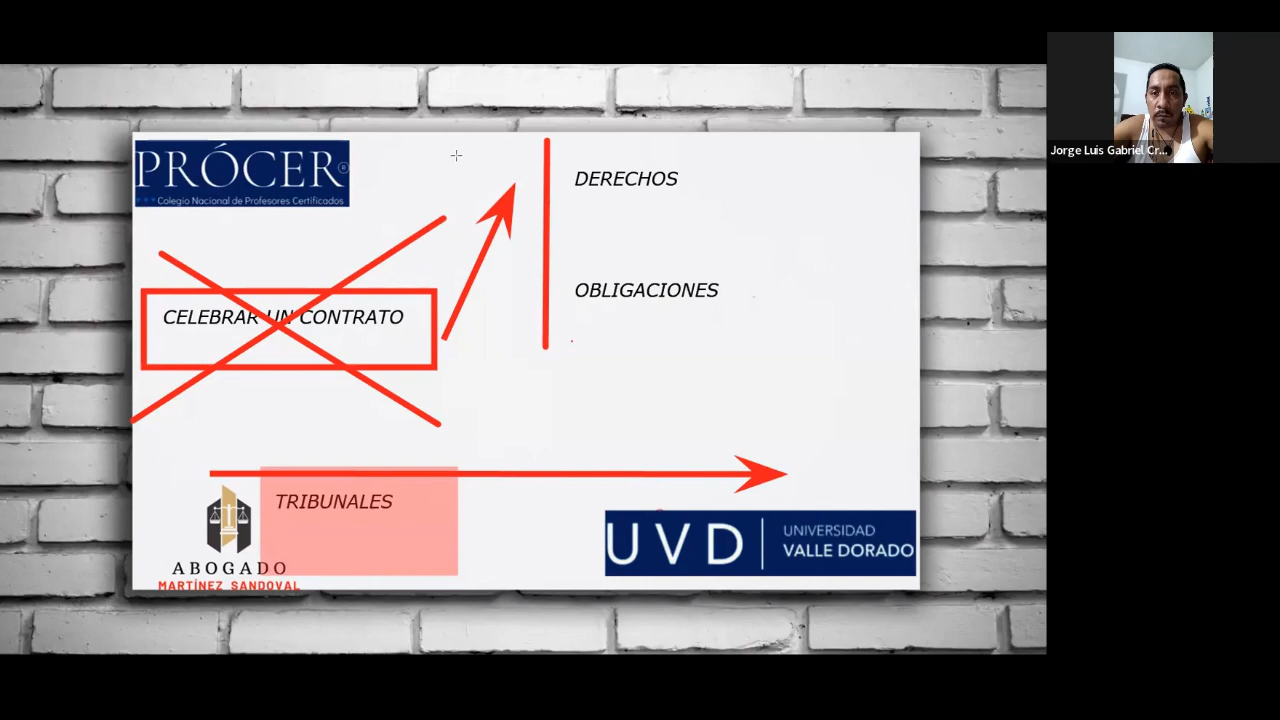 PRÓCER
Colegio Nacional de Profesores Certificados
DERECHOS
OBLIGACIONES
CELEBRAR UN CONTRATO
TRIBUNALES
ABOGADO
MARTÍNEZ SANDOVAL
UVD
UNIVERSIDAD
VALLE DORADO
Jorge Luis Gabriel Cr...